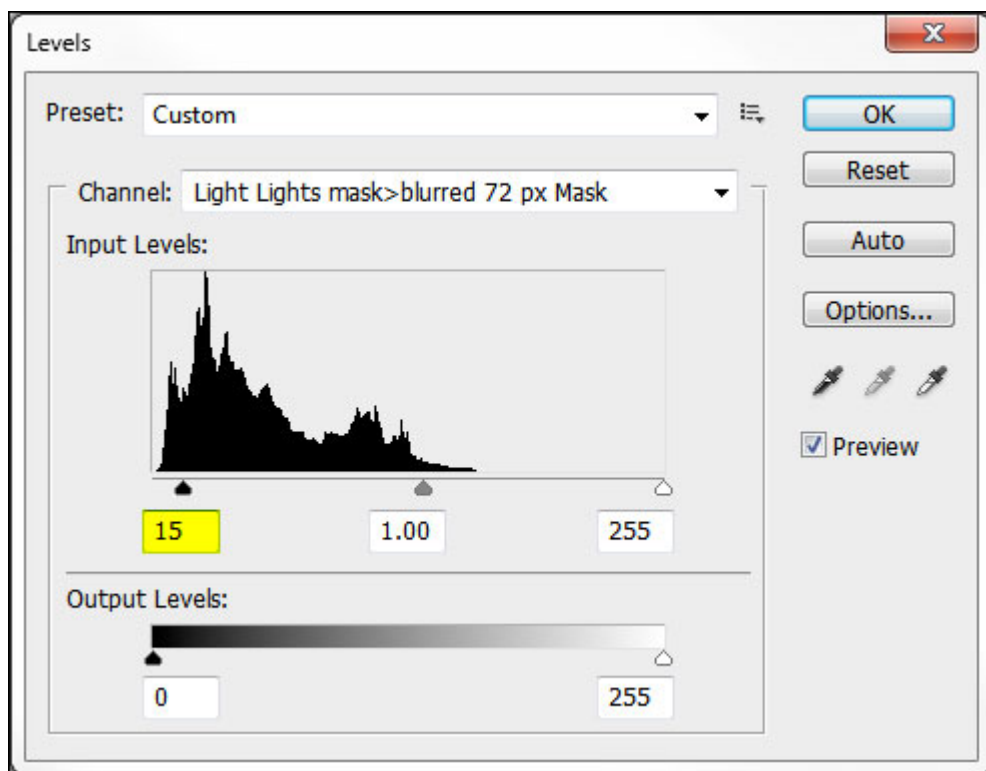 Levels
Preset: Custom
OK
Channel: Light Lights mask>blurred 72 px Mask
Reset
Input Levels:
Auto
Options...
Preview
15 1.00 255
Output Levels:
0 255